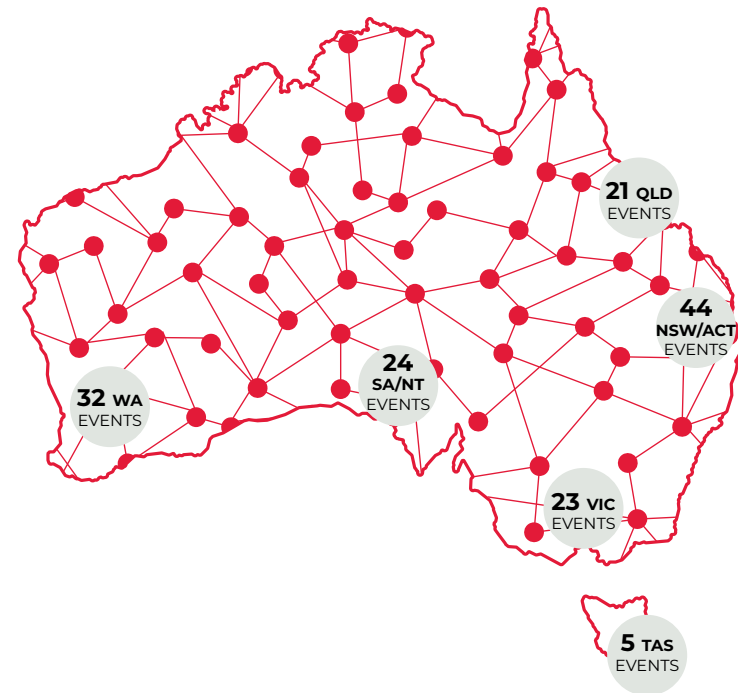 21 QLD
EVENTS
44
NSW/ACT
EVENTS
24
SA/NT
EVENTS
32 WA
EVENTS
23 VIC
EVENTS
5 TAS
EVENTS